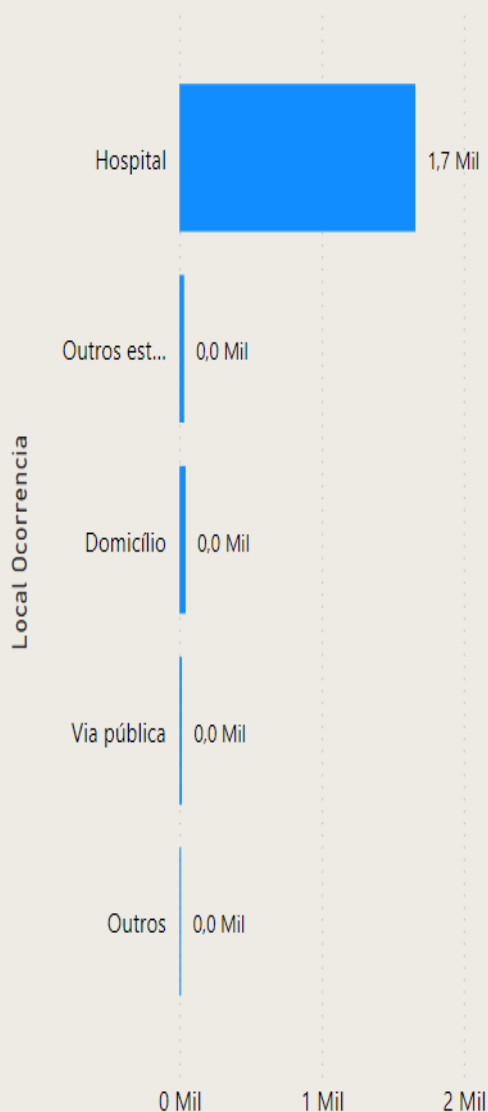 Local Ocorrencia
Hospital 1,7 Mil
Outros est... 0,0 Mil
Domicílio 0,0 Mil
Via pública 0,0 Mil
Outros 0,0 Mil
0 Mil 1 Mil 2 Mil